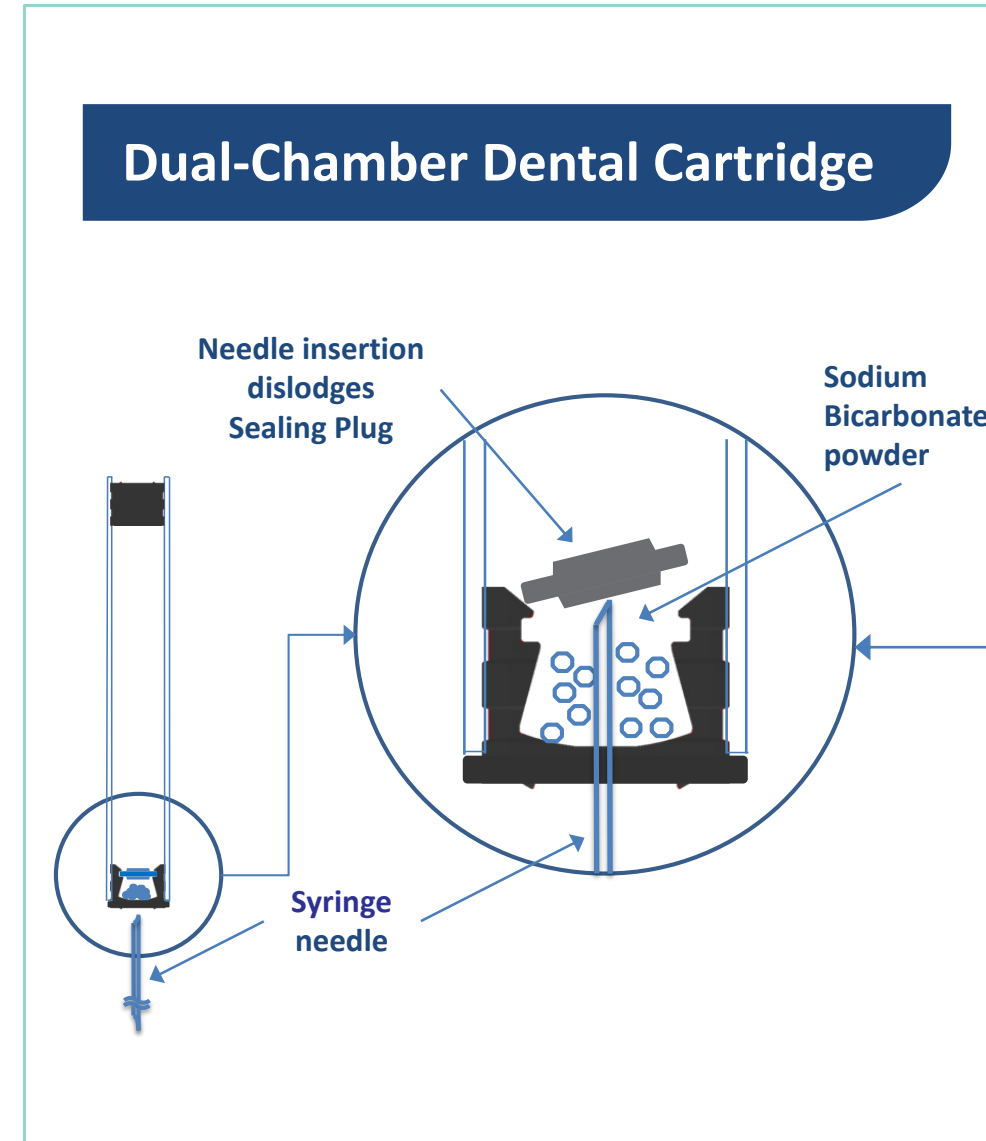 Dual-Chamber Dental Cartridge
Needle insertion
dislodges
Sealing Plug
Sodium
Bicarbonate
powder
Syringe
needle